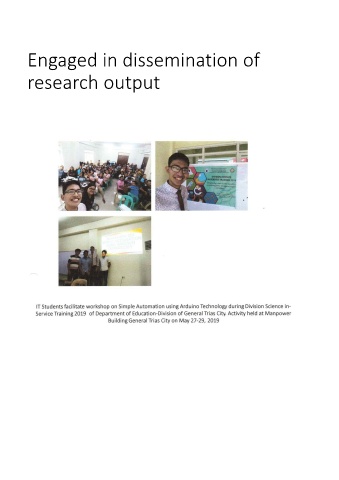 Engaged in dissemination of
research output
IT Students facilitate workshop on Simple Automation using Arduino Technology during Division Science in-
Service Training 2019 of Department of Education-Division of General Trias City. Activity held at Manpower
Building General Trias City on May 27-29, 2019